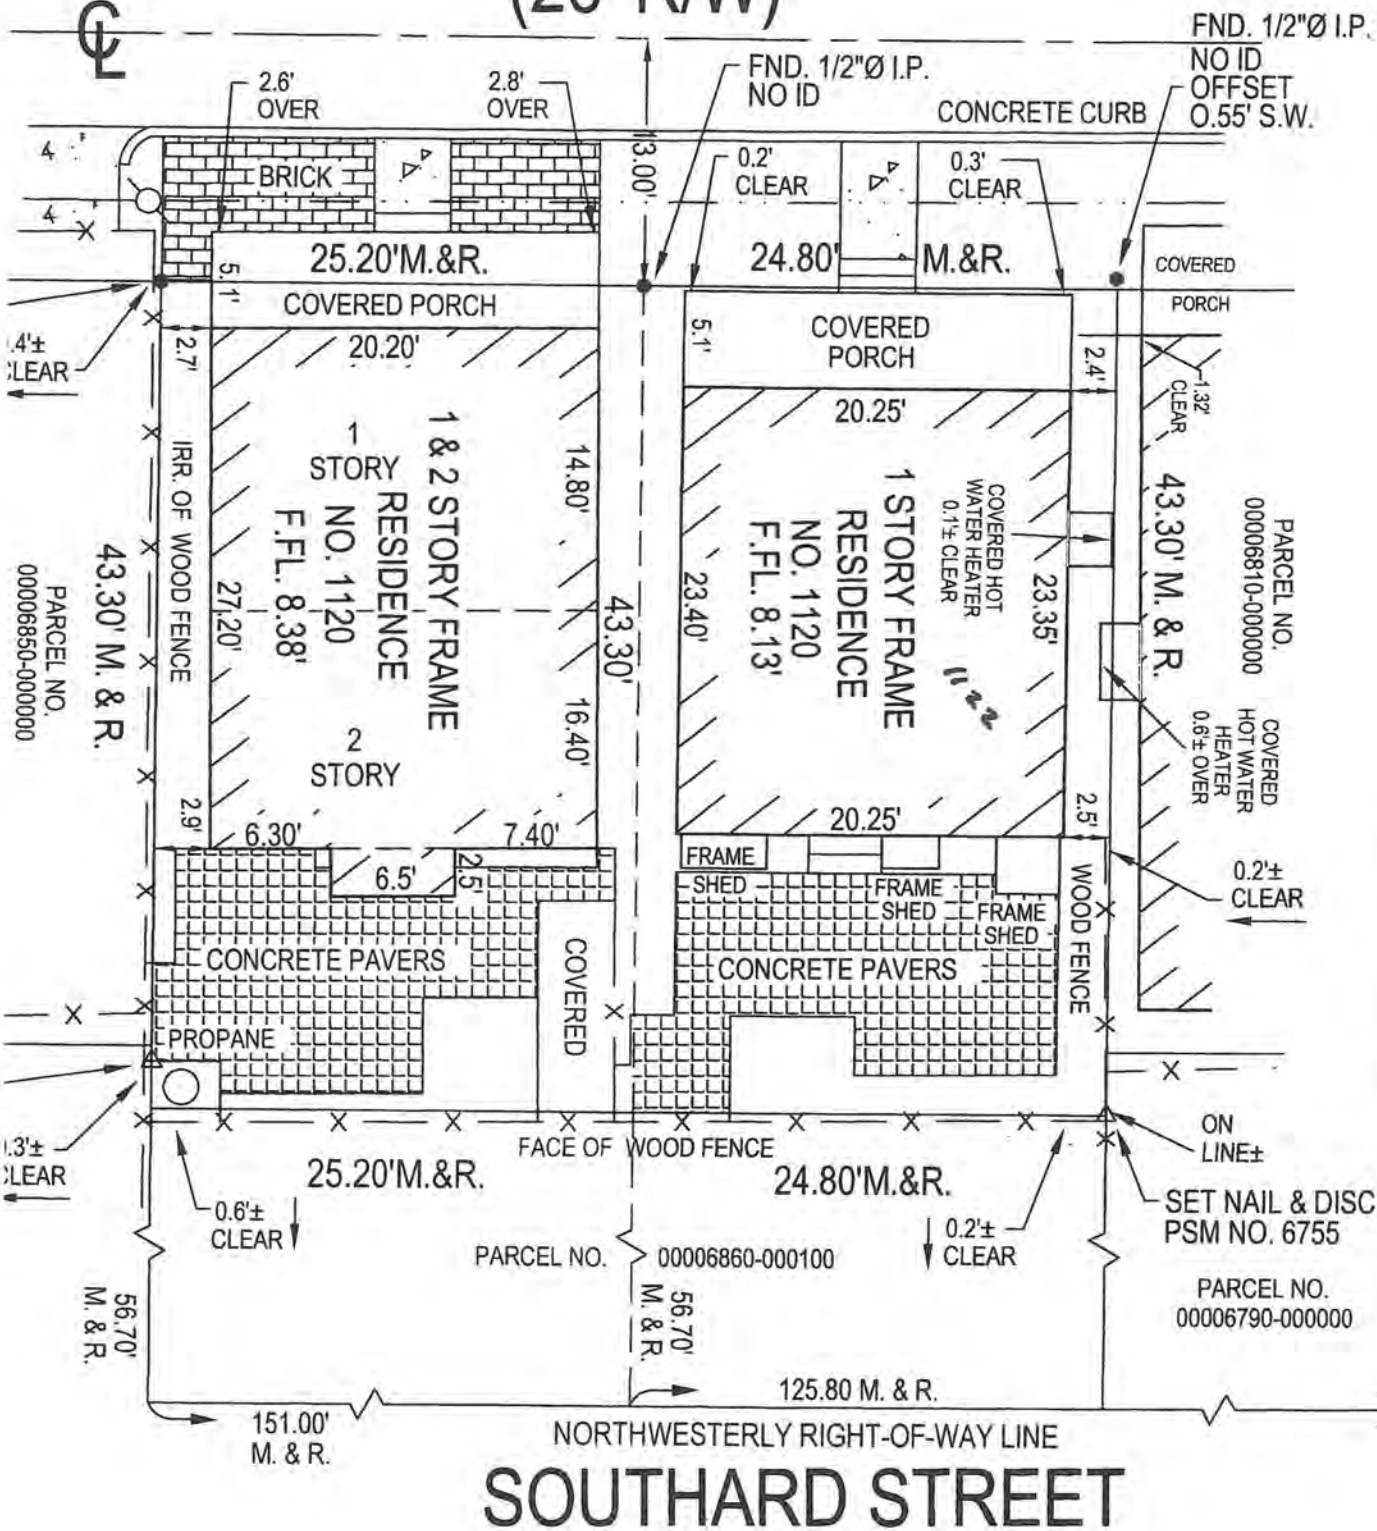 FND. 1/2"Ø I.P.
NO ID
OFFSET
0.55' S.W.
FND. 1/2"Ø I.P.
NO ID
2.6'
OVER
2.8'
OVER
CONCRETE CURB
13.00'
0.2'
CLEAR
0.3'
CLEAR
BRICK
25.20'M.&R.
24.80' M.&R.
COVERED
PORCH
5.1'
COVERED PORCH
5.1'
COVERED
PORCH
2.7'
20.20'
2.4'
1.32'
CLEAR
20.25'
.4'±
CLEAR
IRR. OF WOOD FENCE
1
STORY
1 & 2 STORY FRAME
RESIDENCE
NO. 1120
F.FL. 8.38'
14.80'
27.20'
16.40'
43.30'
2
STORY
1 STORY FRAME
RESIDENCE
NO. 1120
F.FL. 8.13'
1122
23.40'
23.35'
COVERED HOT
WATER HEATER
0.1'± CLEAR
43.30' M. & R.
PARCEL NO.
00006810-000000
COVERED
HOT WATER
HEATER
0.6'± OVER
43.30' M. & R.
PARCEL NO.
00006850-000000
2.9'
6.30'
7.40'
6.5'
2.5'
20.25'
2.5'
FRAME
SHED
FRAME
SHED
FRAME
SHED
WOOD FENCE
0.2'±
CLEAR
CONCRETE PAVERS
COVERED
CONCRETE PAVERS
PROPANE
.3'±
CLEAR
FACE OF WOOD FENCE
ON
LINE±
25.20'M.&R.
24.80'M.&R.
SET NAIL & DISC
PSM NO. 6755
0.6'±
CLEAR
0.2'±
CLEAR
PARCEL NO. 00006860-000100
PARCEL NO.
00006790-000000
56.70'
M. & R.
56.70'
M. & R.
125.80 M. & R.
151.00'
M. & R.
NORTHWESTERLY RIGHT-OF-WAY LINE
SOUTHARD STREET